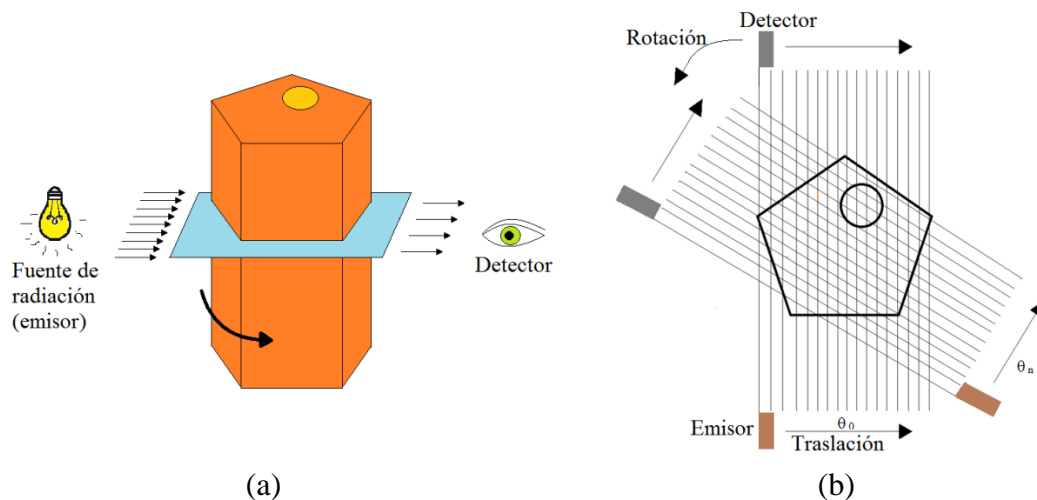 Fuente de
radiación
(emisor)
Detector
(a)
Detector
Rotación
θn
Emisor
θ0
Traslación
(b)